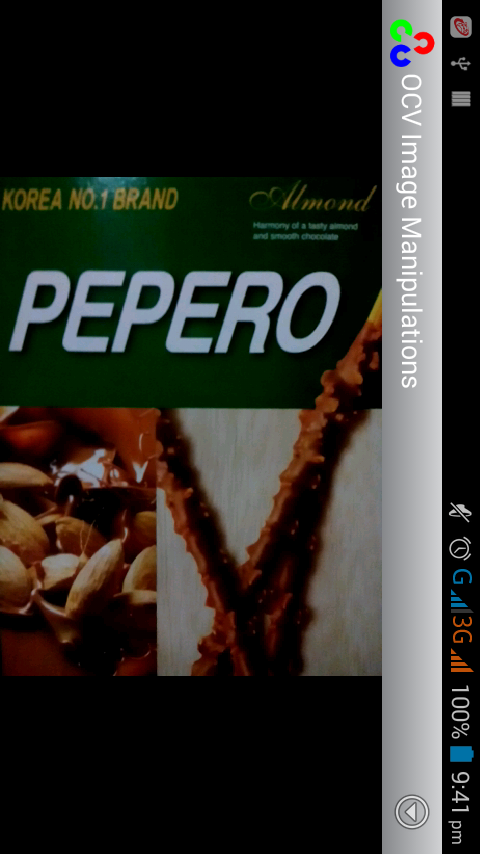 G 3G 100% 9:41 pm
OCV Image Manipulations
KOREA NO.1 BRAND
Almond
Harmony of a tasty almond
and smooth chocolate
PEPERO